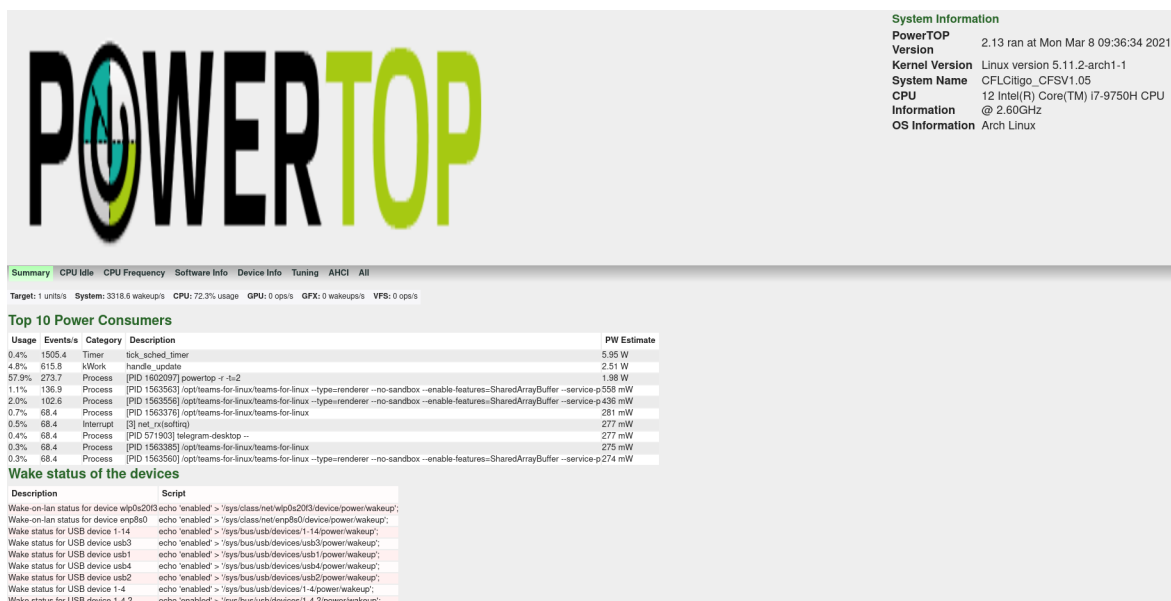 POWERTOP
System Information
PowerTOP Version 2.13 ran at Mon Mar 8 09:36:34 2021
Kernel Version Linux version 5.11.2-arch1-1
System Name CFLCitigo_CFSV1.05
CPU Information 12 Intel(R) Core(TM) i7-9750H CPU @ 2.60GHz
OS Information Arch Linux
Summary CPU Idle CPU Frequency Software Info Device Info Tuning AHCI All
Target: 1 units/s System: 3318.6 wakeup/s CPU: 72.3% usage GPU: 0 ops/s GFX: 0 wakeups/s VFS: 0 ops/s
Top 10 Power Consumers
Usage Events/s Category Description PW Estimate
0.4% 1505.4 Timer tick_sched_timer 5.95 W
4.8% 615.8 kWork handle_update 2.51 W
57.9% 273.7 Process [PID 1602097] powertop -r -t=2 1.98 W
1.1% 136.9 Process [PID 1563563] /opt/teams-for-linux/teams-for-linux --type=renderer --no-sandbox --enable-features=SharedArrayBuffer --service-p 558 mW
2.0% 102.6 Process [PID 1563556] /opt/teams-for-linux/teams-for-linux --type=renderer --no-sandbox --enable-features=SharedArrayBuffer --service-p 436 mW
0.7% 68.4 Process [PID 1563376] /opt/teams-for-linux/teams-for-linux 281 mW
0.5% 68.4 Interrupt [3] net_rx(softirq) 277 mW
0.4% 68.4 Process [PID 571903] telegram-desktop -- 277 mW
0.3% 68.4 Process [PID 1563385] /opt/teams-for-linux/teams-for-linux 275 mW
0.3% 68.4 Process [PID 1563560] /opt/teams-for-linux/teams-for-linux --type=renderer --no-sandbox --enable-features=SharedArrayBuffer --service-p 274 mW
Wake status of the devices
Description Script
Wake-on-lan status for device wlp0s20f3 echo 'enabled' > '/sys/class/net/wlp0s20f3/device/power/wakeup';
Wake-on-lan status for device enp8s0 echo 'enabled' > '/sys/class/net/enp8s0/device/power/wakeup';
Wake status for USB device 1-14 echo 'enabled' > '/sys/bus/usb/devices/1-14/power/wakeup';
Wake status for USB device usb3 echo 'enabled' > '/sys/bus/usb/devices/usb3/power/wakeup';
Wake status for USB device usb1 echo 'enabled' > '/sys/bus/usb/devices/usb1/power/wakeup';
Wake status for USB device usb4 echo 'enabled' > '/sys/bus/usb/devices/usb4/power/wakeup';
Wake status for USB device usb2 echo 'enabled' > '/sys/bus/usb/devices/usb2/power/wakeup';
Wake status for USB device 1-4 echo 'enabled' > '/sys/bus/usb/devices/1-4/power/wakeup';
Wake status for USB device 1-4.2 echo 'enabled' > '/sys/bus/usb/devices/1-4.2/power/wakeup';